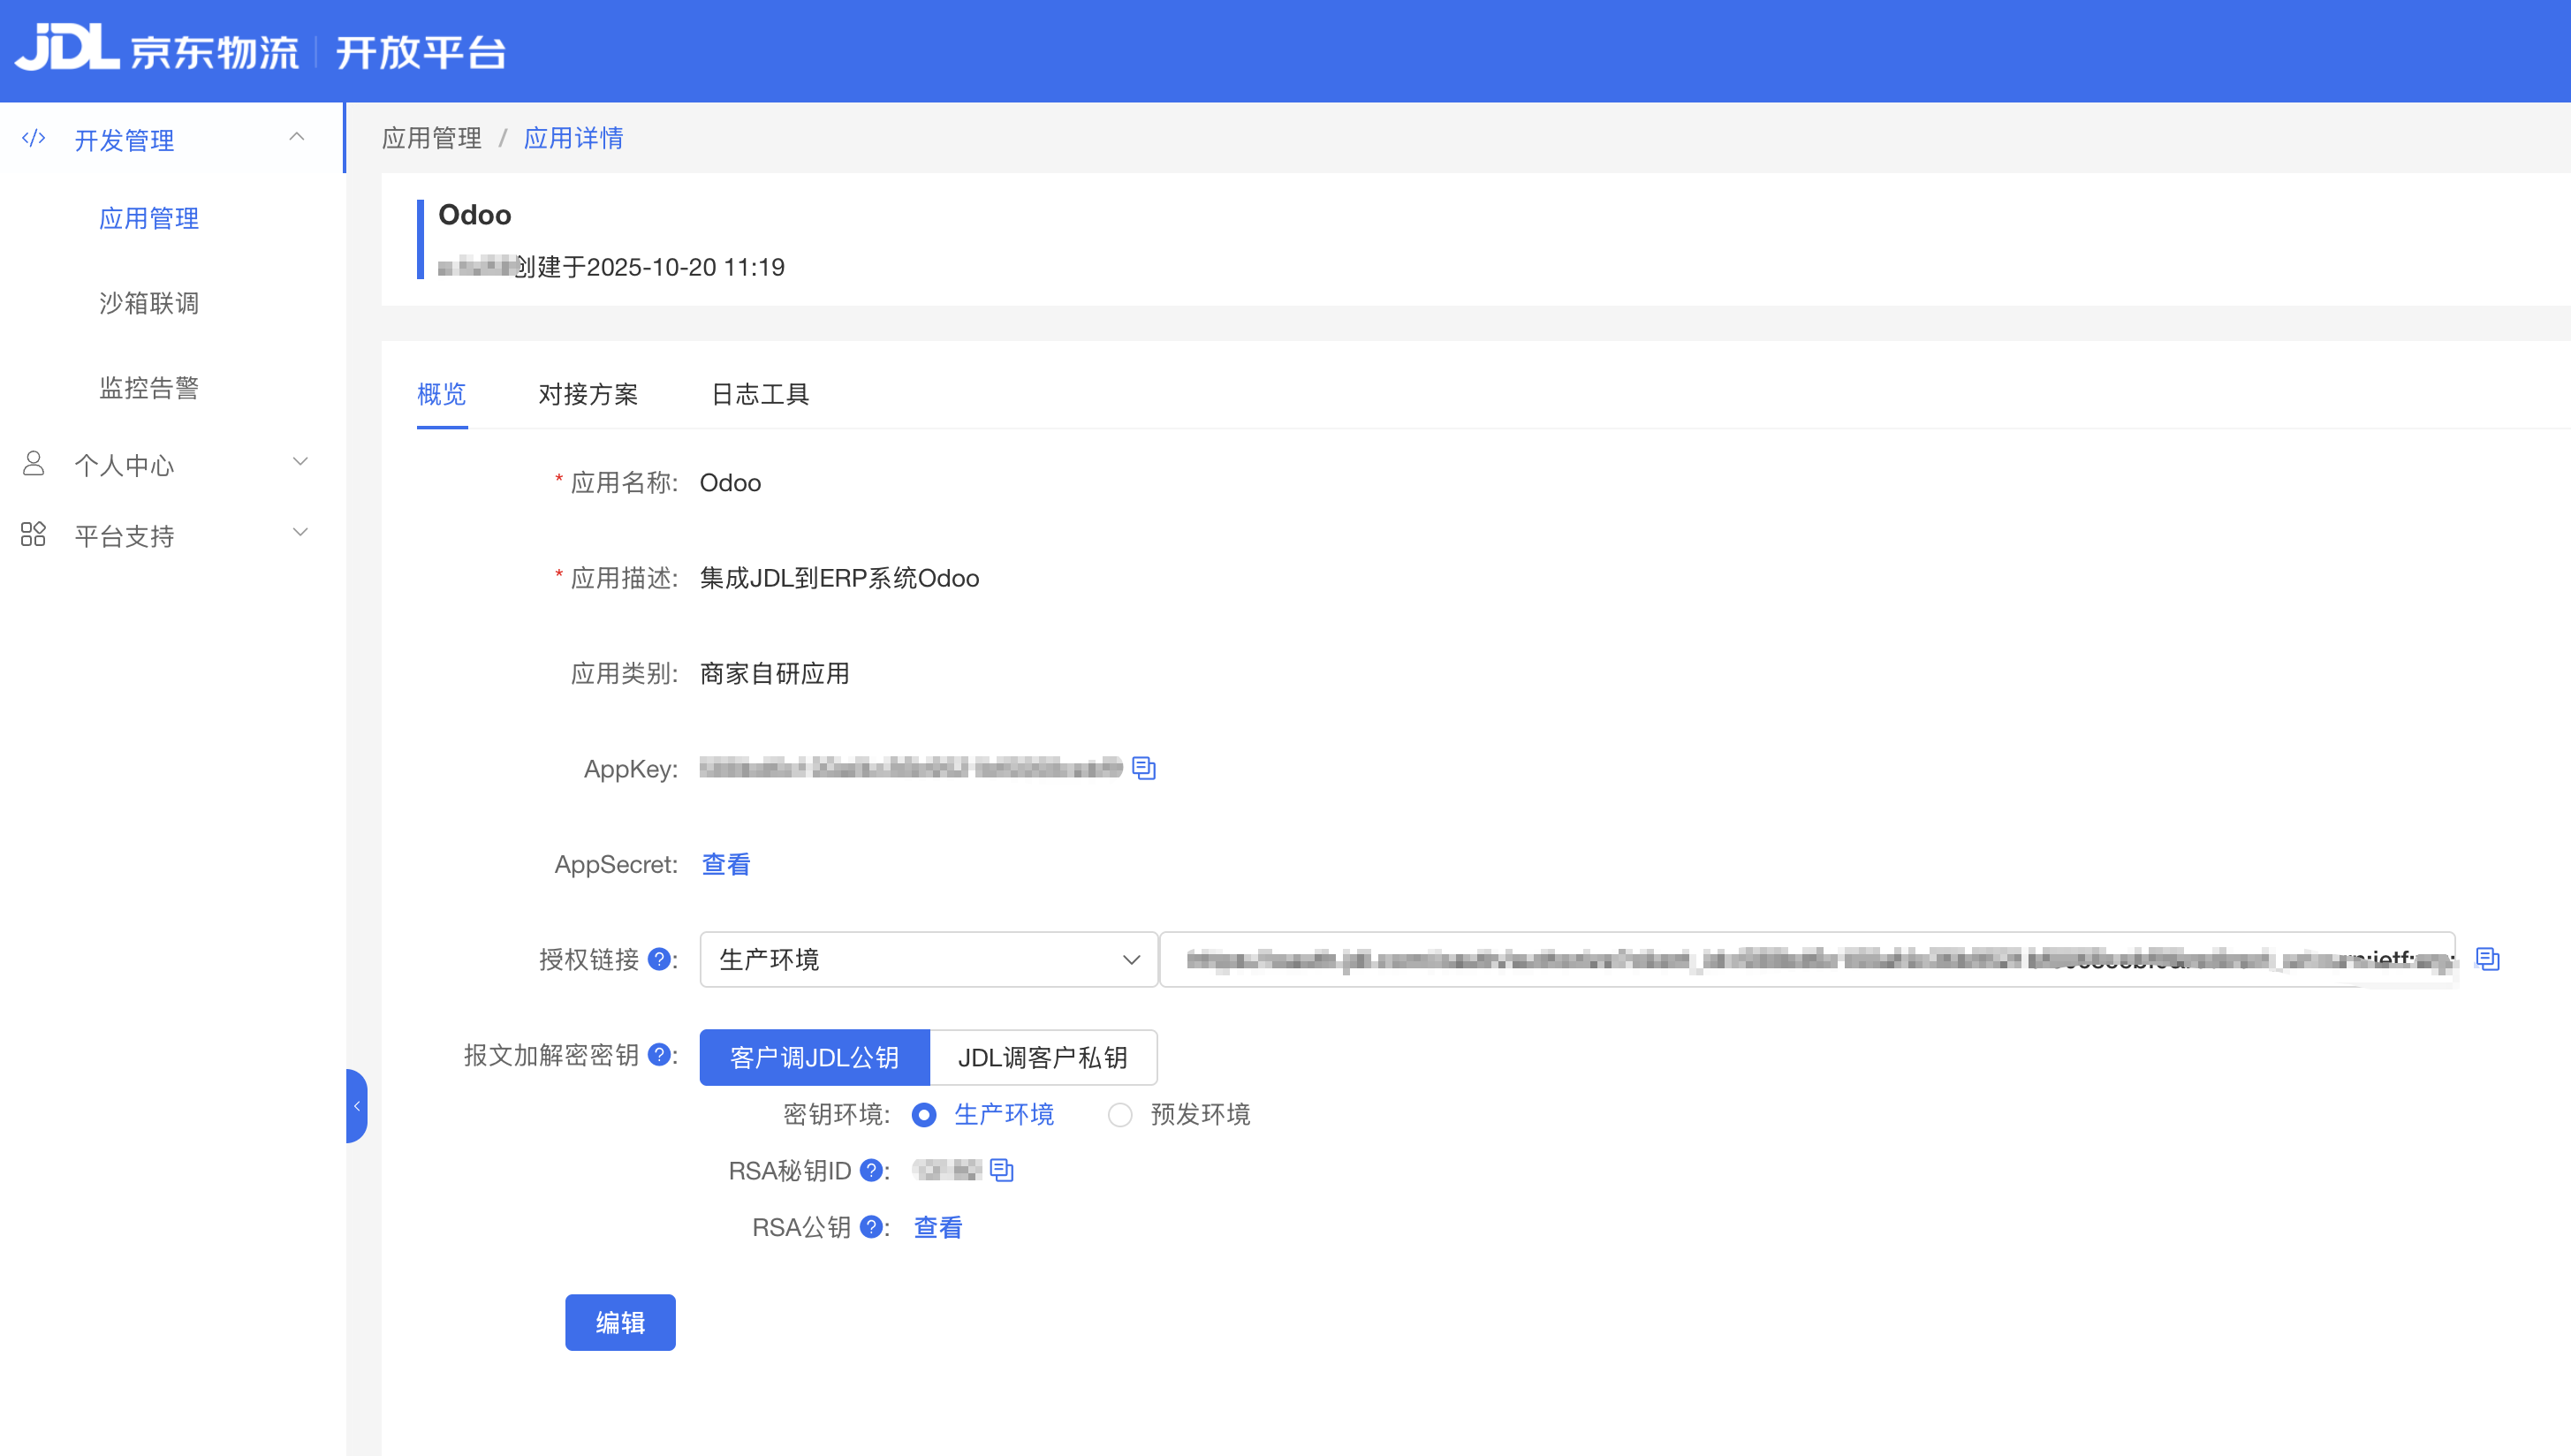 JDL 京东物流 开放平台
开发管理
应用管理
沙箱联调
监控告警
个人中心
平台支持
应用管理 / 应用详情
Odoo
创建于2025-10-20 11:19
概览 对接方案 日志工具
* 应用名称: Odoo
* 应用描述: 集成JDL到ERP系统Odoo
应用类别: 商家自研应用
AppKey:
AppSecret: 查看
授权链接 ?: 生产环境
报文加解密密钥 ?: 客户调JDL公钥 JDL调客户私钥
密钥环境: 生产环境 预发环境
RSA秘钥ID ?:
RSA公钥 ?: 查看
编辑